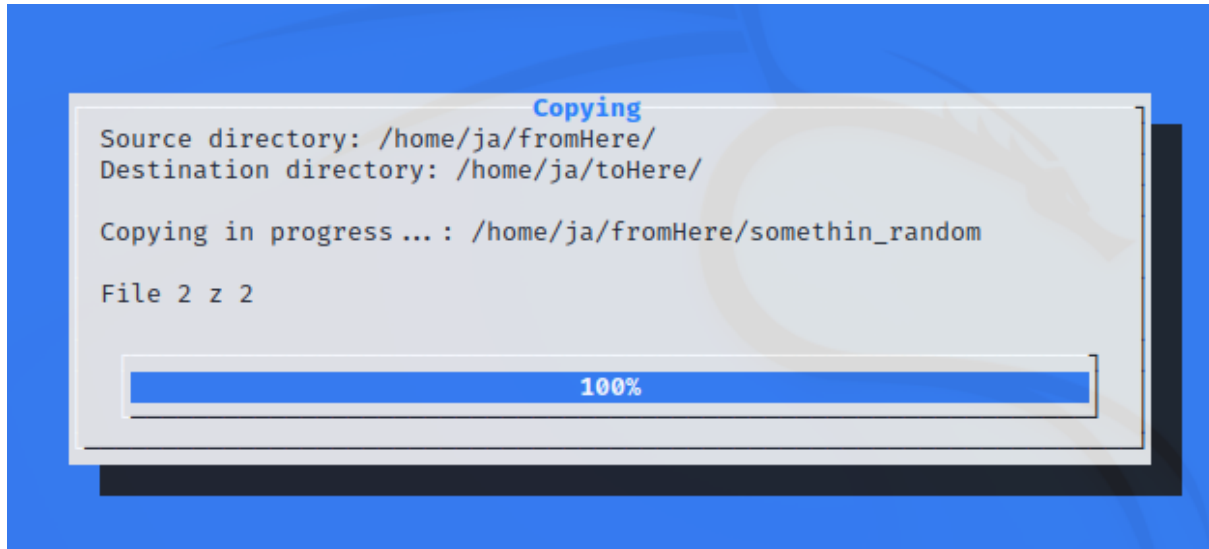 Copying
Source directory: /home/ja/fromHere/
Destination directory: /home/ja/toHere/
Copying in progress...: /home/ja/fromHere/somethin_random
File 2 z 2
100%